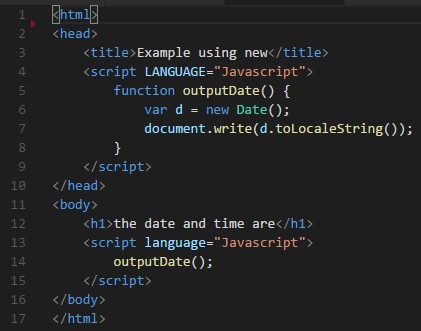 1 <html>
2 <head>
3     <title>Example using new</title>
4     <script LANGUAGE="Javascript">
5         function outputDate() {
6             var d = new Date();
7             document.write(d.toLocaleString());
8         }
9     </script>
10 </head>
11 <body>
12     <h1>the date and time are</h1>
13     <script language="Javascript">
14         outputDate();
15     </script>
16 </body>
17 </html>